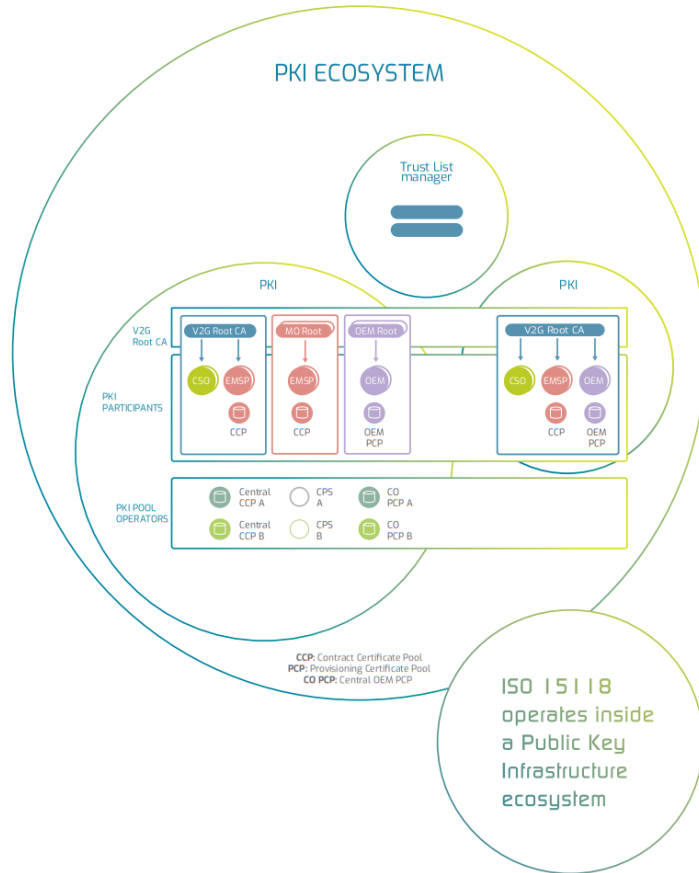 PKI ECOSYSTEM
Trust List
manager
PKI
PKI
V2G
Root CA
V2G Root CA
MO Root
OEM Root
V2G Root CA
PKI
PARTICIPANTS
CSO
EMSP
EMSP
OEM
CSO
EMSP
OEM
CCP
CCP
OEM
PCP
CCP
OEM
PCP
PKI POOL
OPERATORS
Central
CCP A
CPS
A
CO
PCP A
Central
CCP B
CPS
B
CO
PCP B
CCP: Contract Certificate Pool
PCP: Provisioning Certificate Pool
CO PCP: Central OEM PCP
ISO 15118
operates inside
a Public Key
Infrastructure
ecosystem